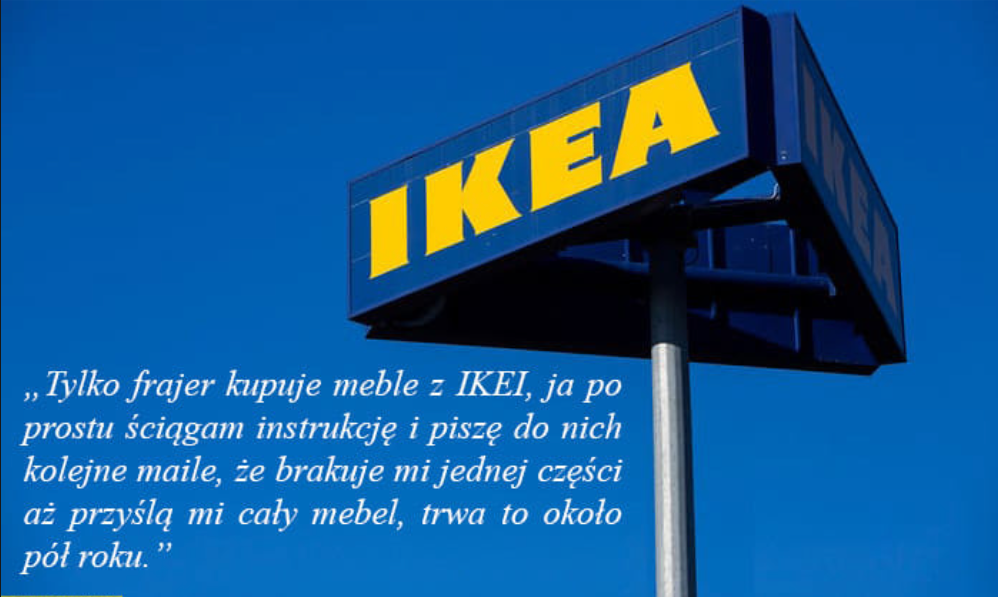 IKEA
IKEA
„Tylko frajer kupuje meble z IKEI, ja po
prostu ściągam instrukcję i piszę do nich
kolejne maile, że brakuje mi jednej części
aż przyślą mi cały mebel, trwa to około
pół roku.”